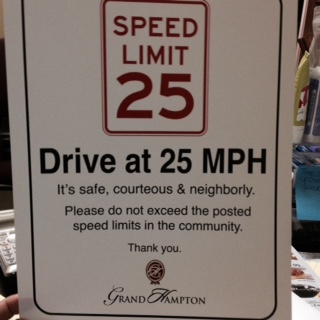 SPEED
LIMIT
25
Drive at 25 MPH
It's safe, courteous & neighborly.
Please do not exceed the posted
speed limits in the community.
Thank you.
GRAND HAMPTON